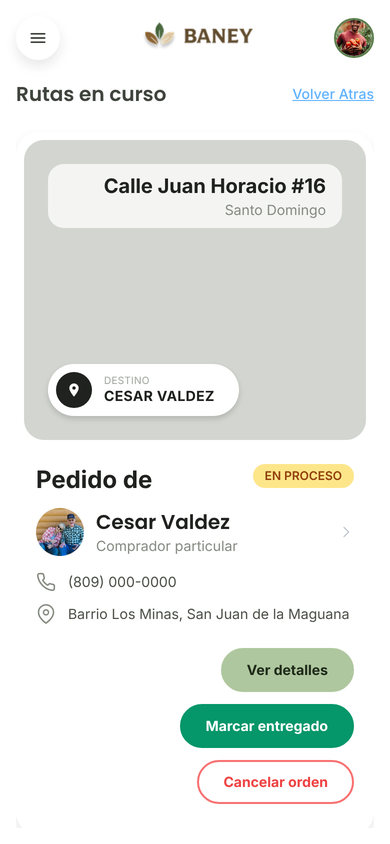 BANEY
Rutas en curso
Volver Atras
Calle Juan Horacio #16
Santo Domingo
DESTINO
CESAR VALDEZ
Pedido de
EN PROCESO
Cesar Valdez
Comprador particular
(809) 000-0000
Barrio Los Minas, San Juan de la Maguana
Ver detalles
Marcar entregado
Cancelar orden